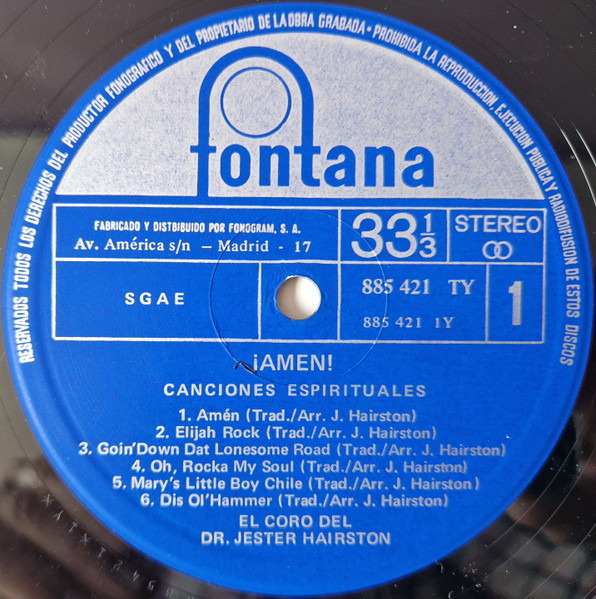 RESERVADOS TODOS LOS DERECHOS DEL PRODUCTOR FONOGRAFICO Y DEL PROPIETARIO DE LA OBRA GRABADA • PROHIBIDA LA REPRODUCCION, EJECUCION PUBLICA Y RADIODIFUSION DE ESTOS DISCOS
fontana
FABRICADO Y DISTBIBUIDO POR FONOGRAM, S. A.
Av. América s/n – Madrid - 17
33 1/3
STEREO
SGAE
885 421 TY
885 421 1Y
1
¡AMEN!
CANCIONES ESPIRITUALES
1. Amén (Trad./Arr. J. Hairston)
2. Elijah Rock (Trad./Arr. J. Hairston)
3. Goin'Down Dat Lonesome Road (Trad./Arr. J. Hairston)
4. Oh, Rocka My Soul (Trad./Arr. J. Hairston)
5. Mary's Little Boy Chile (Trad./Arr. J. Hairston)
6. Dis Ol'Hammer (Trad./Arr. J. Hairston)
EL CORO DEL
DR. JESTER HAIRSTON